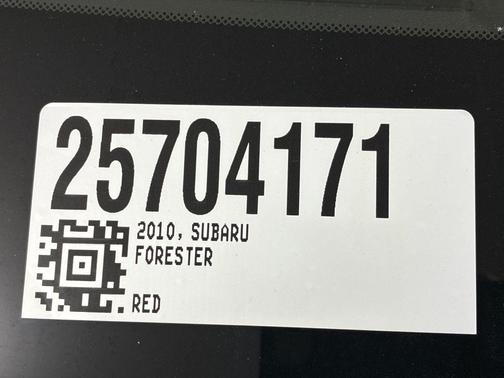 25704171
2010, SUBARU
FORESTER
RED